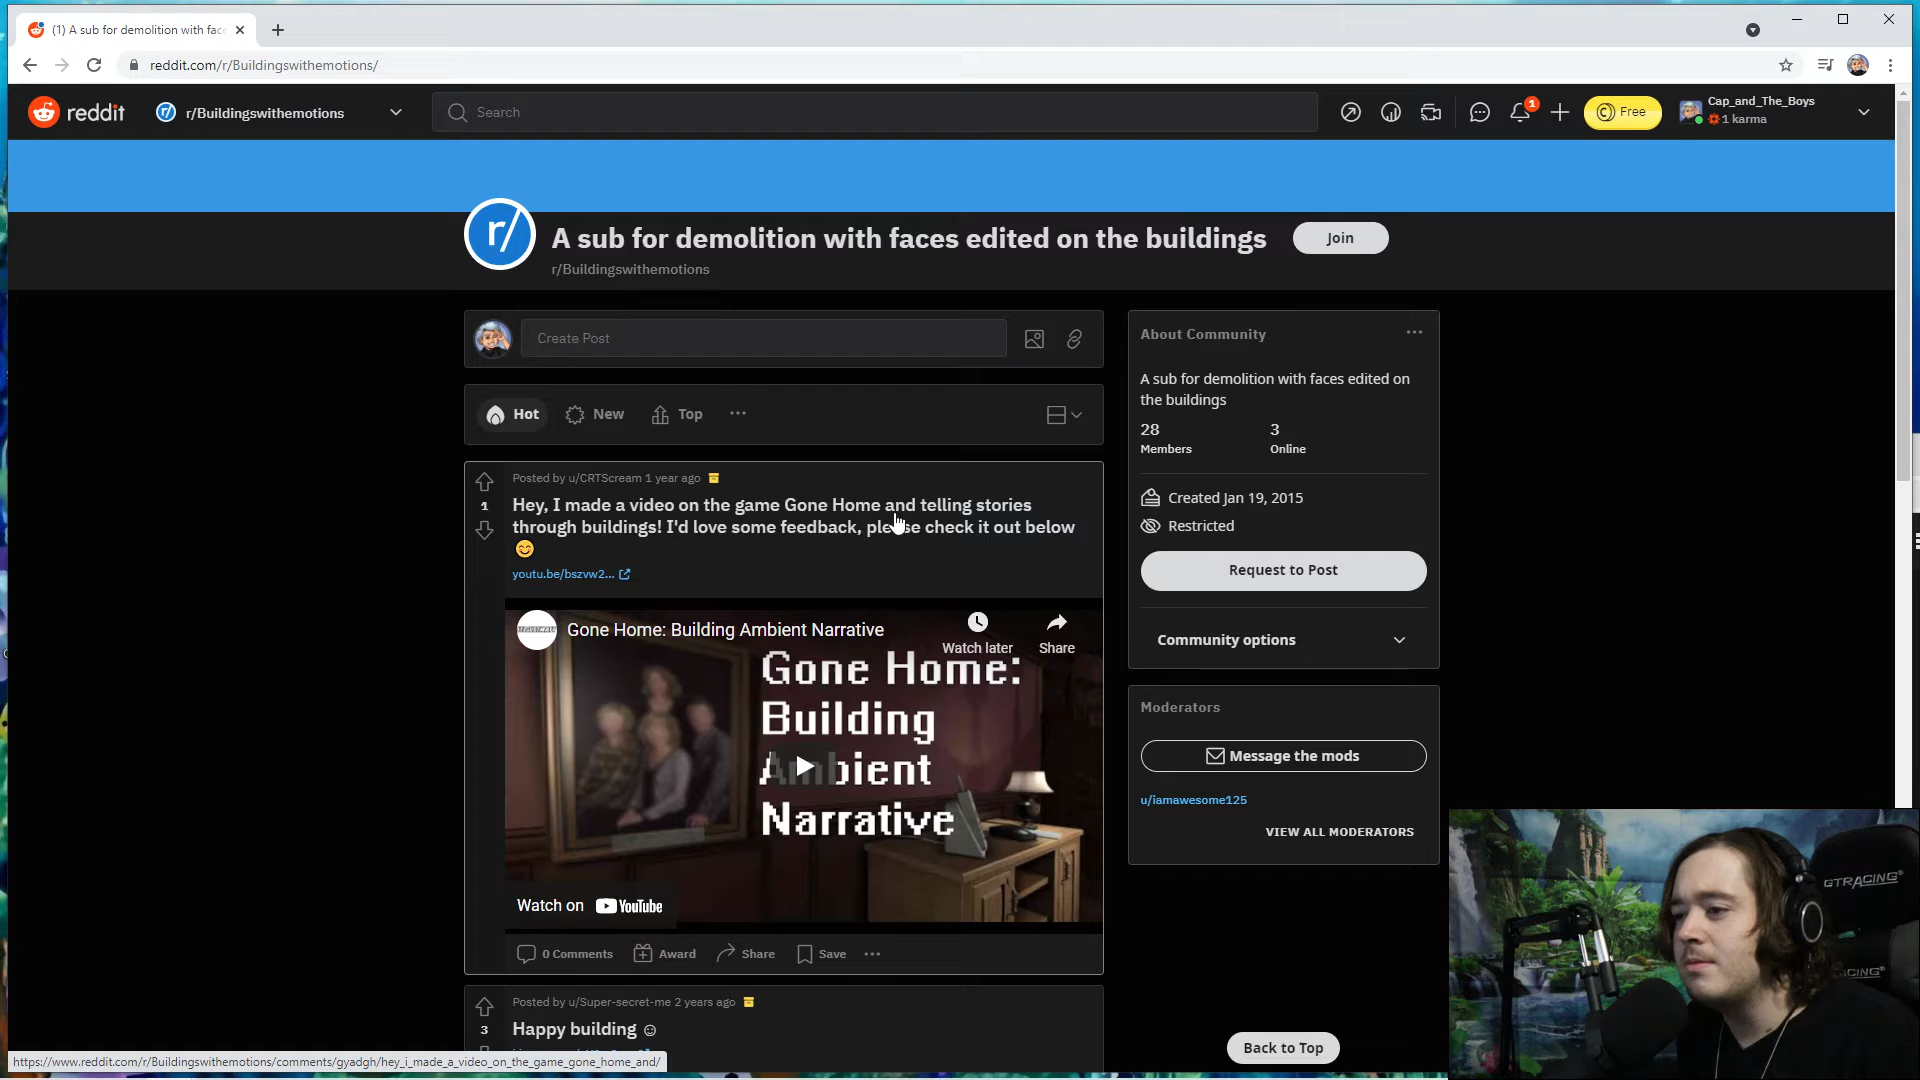 (1) A sub for demolition with fac
reddit.com/r/Buildingswithemotions/
reddit
r/Buildingswithemotions
Search
1
Free
Cap_and_The_Boys
1 karma
r/
A sub for demolition with faces edited on the buildings
Join
r/Buildingswithemotions
Create Post
Hot
New
Top
Posted by u/CRTScream 1 year ago
1
Hey, I made a video on the game Gone Home and telling stories
through buildings! I'd love some feedback, please check it out below
youtu.be/bszvw2...
Gone Home: Building Ambient Narrative
Watch later
Share
Gone Home:
Building
Ambient
Narrative
Watch on YouTube
0 Comments
Award
Share
Save
Posted by u/Super-secret-me 2 years ago
3
Happy building
About Community
A sub for demolition with faces edited on
the buildings
28
Members
3
Online
Created Jan 19, 2015
Restricted
Request to Post
Community options
Moderators
Message the mods
u/iamawesome125
VIEW ALL MODERATORS
Back to Top
GTRACING
https://www.reddit.com/r/Buildingswithemotions/comments/gyadgh/hey_i_made_a_video_on_the_game_gone_home_and/